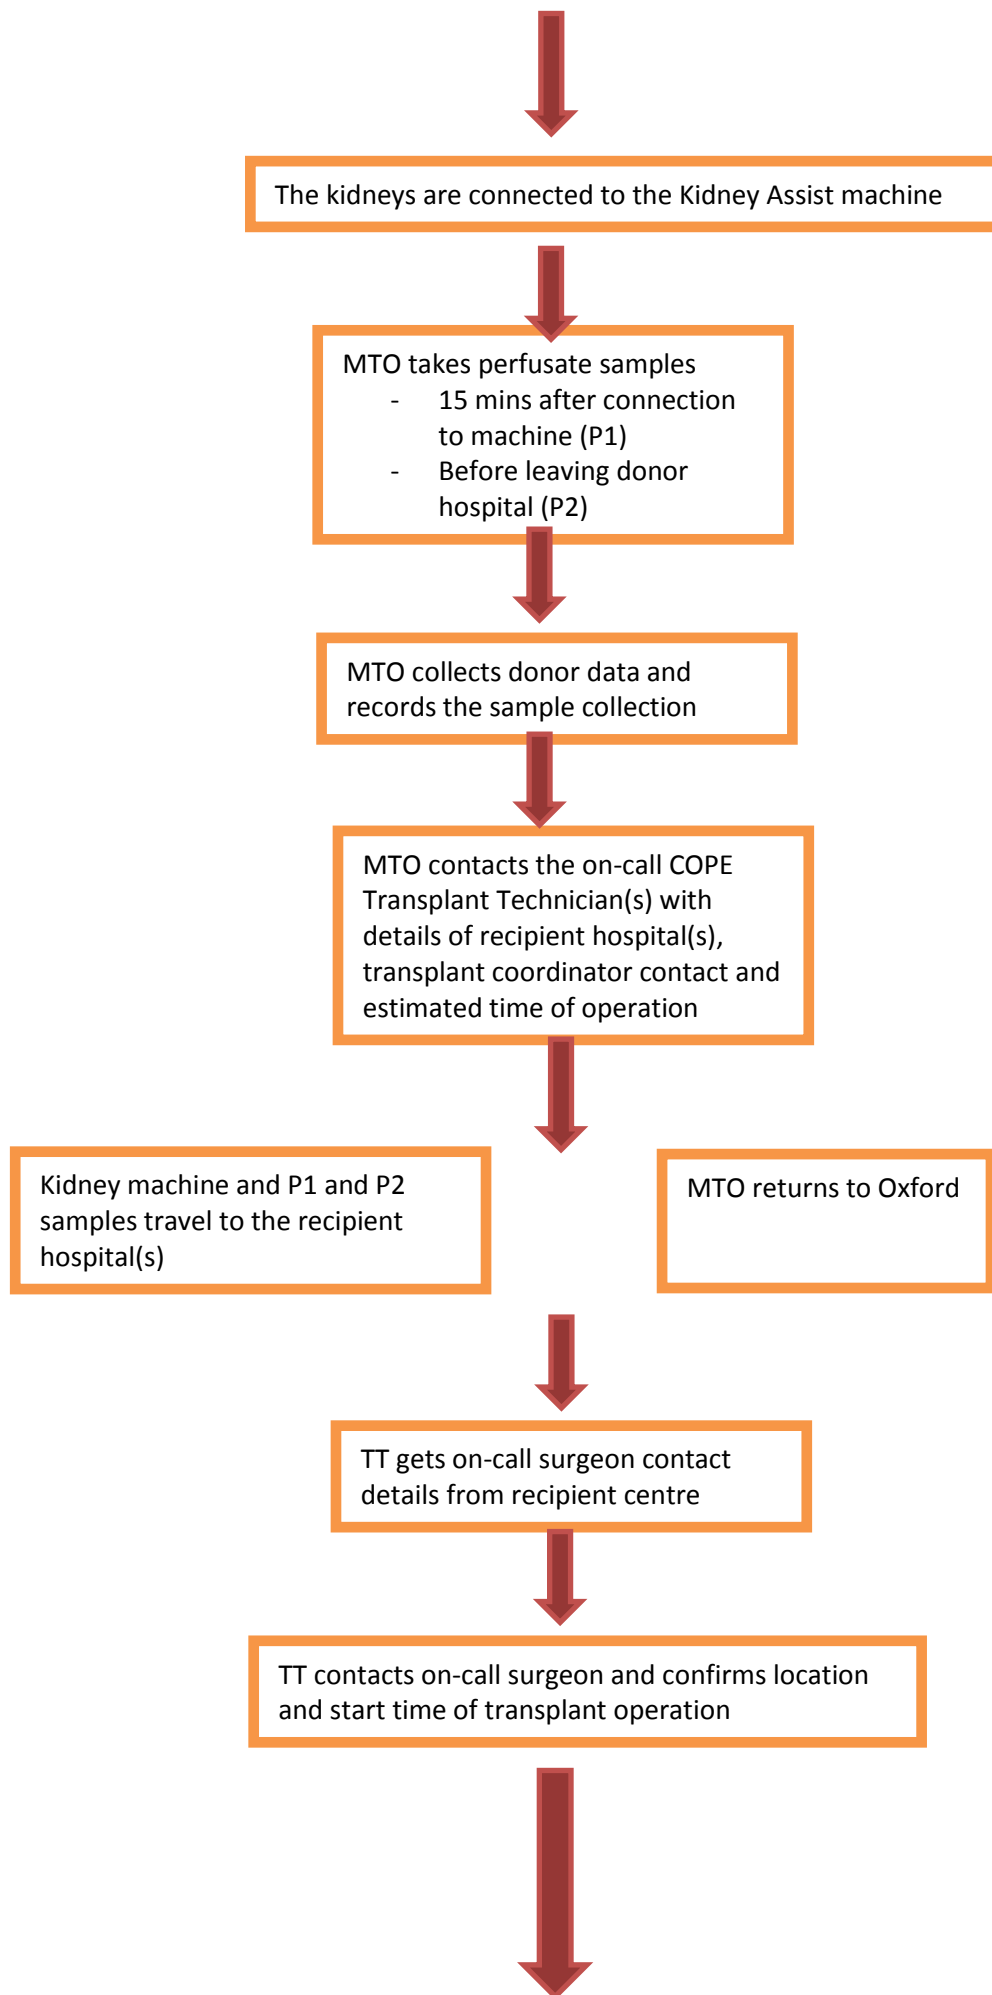 The kidneys are connected to the Kidney Assist machine
MTO takes perfusate samples
- 15 mins after connection
to machine (P1)
- Before leaving donor
hospital (P2)
MTO collects donor data and
records the sample collection
MTO contacts the on-call COPE
Transplant Technician(s) with
details of recipient hospital(s),
transplant coordinator contact and
estimated time of operation
Kidney machine and P1 and P2
samples travel to the recipient
hospital(s)
MTO returns to Oxford
TT gets on-call surgeon contact
details from recipient centre
TT contacts on-call surgeon and confirms location
and start time of transplant operation